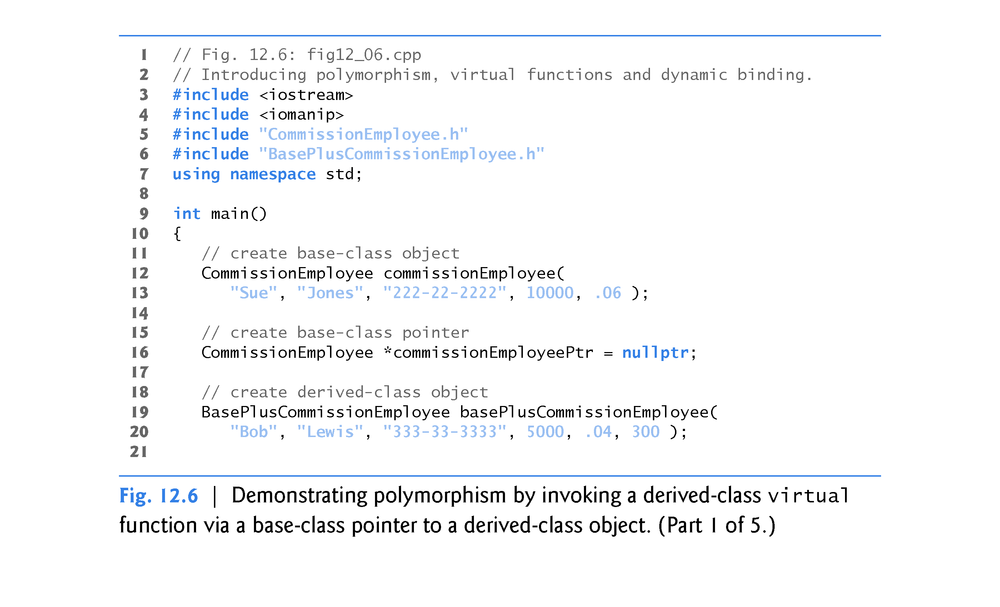 1 // Fig. 12.6: fig12_06.cpp
2 // Introducing polymorphism, virtual functions and dynamic binding.
3 #include <iostream>
4 #include <iomanip>
5 #include "CommissionEmployee.h"
6 #include "BasePlusCommissionEmployee.h"
7 using namespace std;
8
9 int main()
10 {
11    // create base-class object
12    CommissionEmployee commissionEmployee(
13       "Sue", "Jones", "222-22-2222", 10000, .06 );
14
15    // create base-class pointer
16    CommissionEmployee *commissionEmployeePtr = nullptr;
17
18    // create derived-class object
19    BasePlusCommissionEmployee basePlusCommissionEmployee(
20       "Bob", "Lewis", "333-33-3333", 5000, .04, 300 );
21
Fig. 12.6 | Demonstrating polymorphism by invoking a derived-class virtual
function via a base-class pointer to a derived-class object. (Part 1 of 5.)